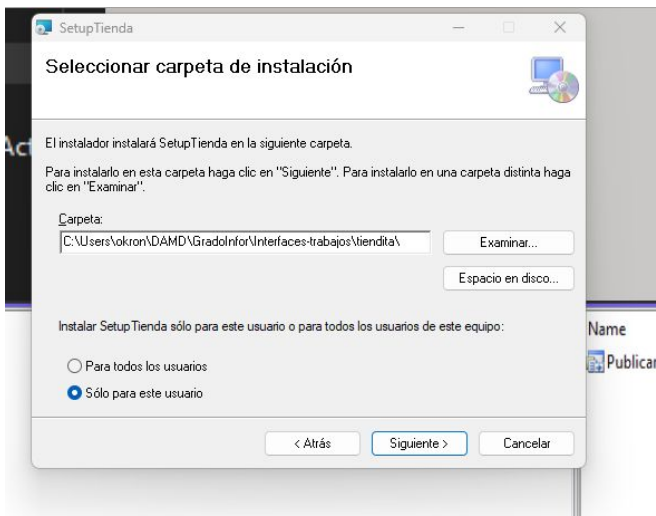 SetupTienda
Seleccionar carpeta de instalación
Act
El instalador instalará SetupTienda en la siguiente carpeta.
Para instalarlo en esta carpeta haga clic en "Siguiente". Para instalarlo en una carpeta distinta haga
clic en "Examinar".
Carpeta:
C:\Users\okron\DAMD\GradoInfor\Interfaces-trabajos\tiendita\
Examinar...
Espacio en disco...
Instalar SetupTienda sólo para este usuario o para todos los usuarios de este equipo:
Para todos los usuarios
Sólo para este usuario
< Atrás
Siguiente >
Cancelar
Name
Publicar